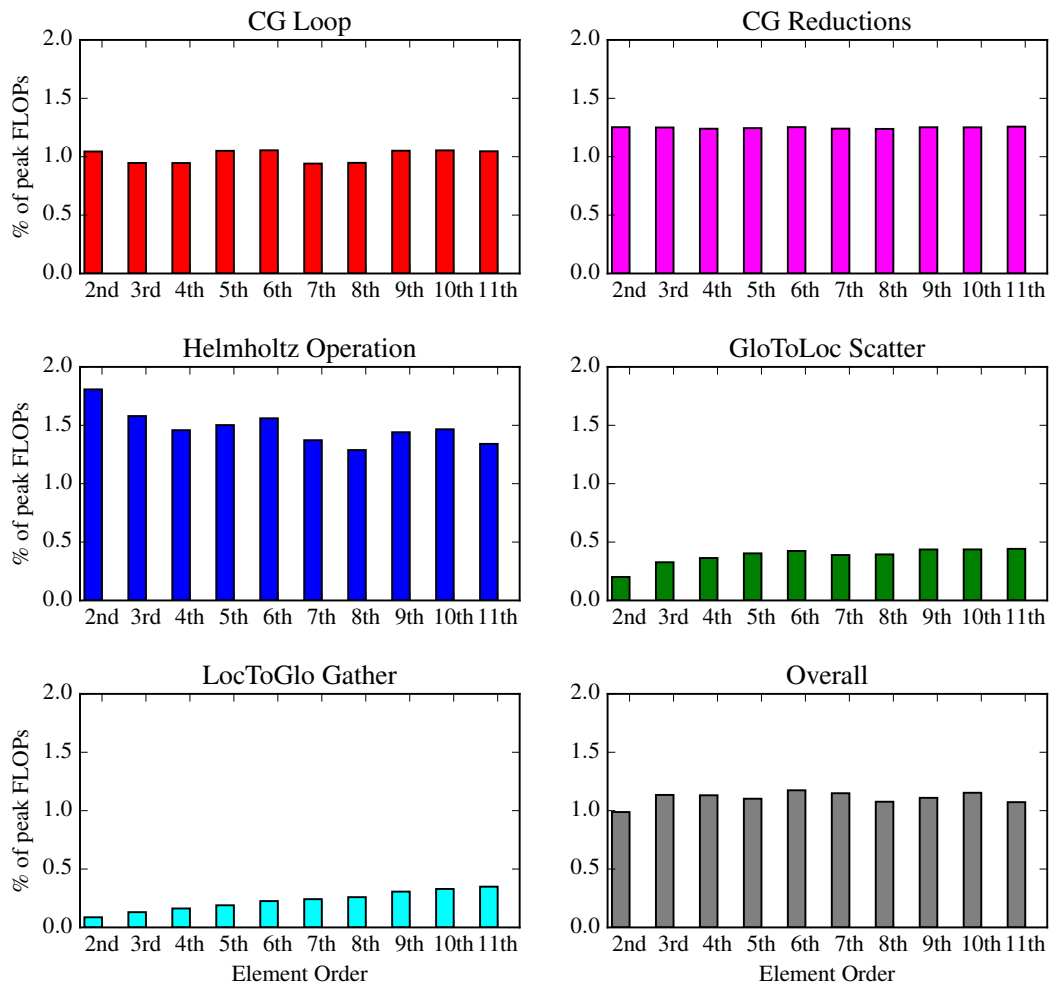 CG Loop
% of peak FLOPs
2.0
1.5
1.0
0.5
0.0
2nd 3rd 4th 5th 6th 7th 8th 9th 10th 11th
CG Reductions
2.0
1.5
1.0
0.5
0.0
2nd 3rd 4th 5th 6th 7th 8th 9th 10th 11th
Helmholtz Operation
% of peak FLOPs
2.0
1.5
1.0
0.5
0.0
2nd 3rd 4th 5th 6th 7th 8th 9th 10th 11th
GloToLoc Scatter
2.0
1.5
1.0
0.5
0.0
2nd 3rd 4th 5th 6th 7th 8th 9th 10th 11th
LocToGlo Gather
% of peak FLOPs
2.0
1.5
1.0
0.5
0.0
2nd 3rd 4th 5th 6th 7th 8th 9th 10th 11th
Element Order
Overall
2.0
1.5
1.0
0.5
0.0
2nd 3rd 4th 5th 6th 7th 8th 9th 10th 11th
Element Order